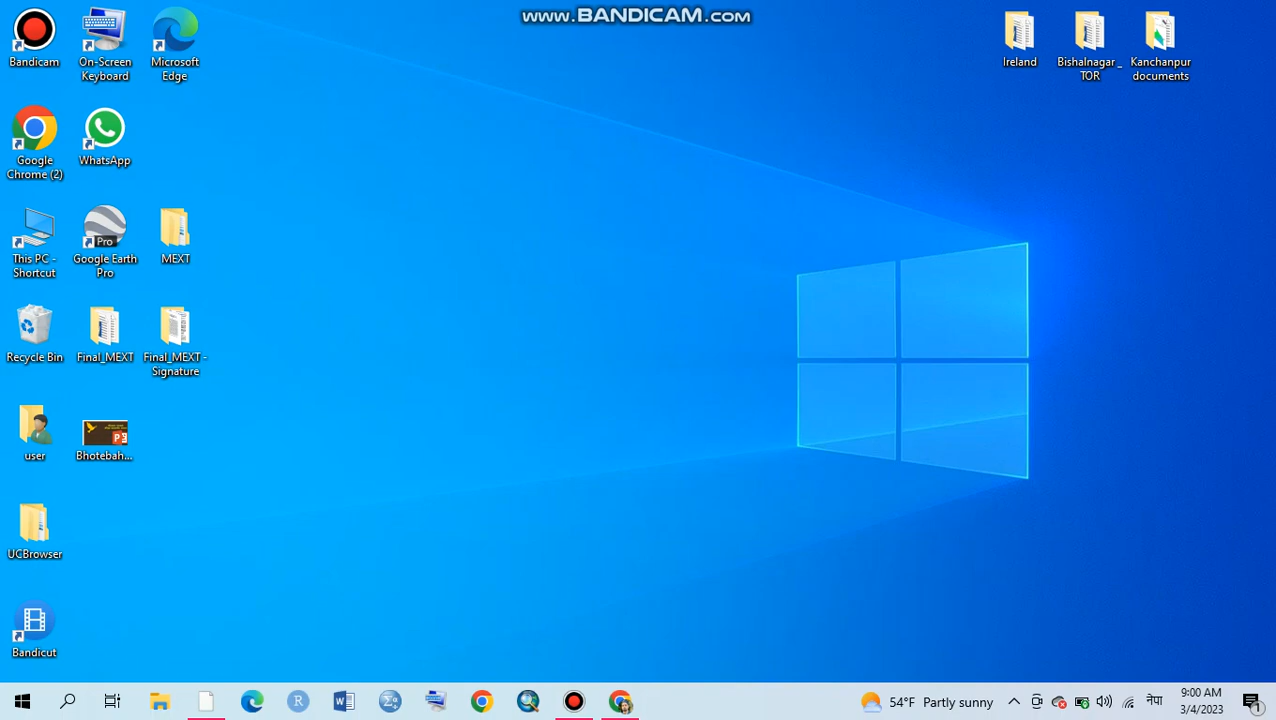 www.BANDICAM.com
Bandicam
On-Screen
Keyboard
Microsoft
Edge
Ireland
Bishalnagar_
TOR
Kanchanpur
documents
Google
Chrome (2)
WhatsApp
This PC -
Shortcut
Pro
Google Earth
Pro
MEXT
Recycle Bin
Final_MEXT
Final_MEXT -
Signature
user
Bhotebah...
UCBrowser
Bandicut
54°F Partly sunny
नेपा
9:00 AM
3/4/2023
1